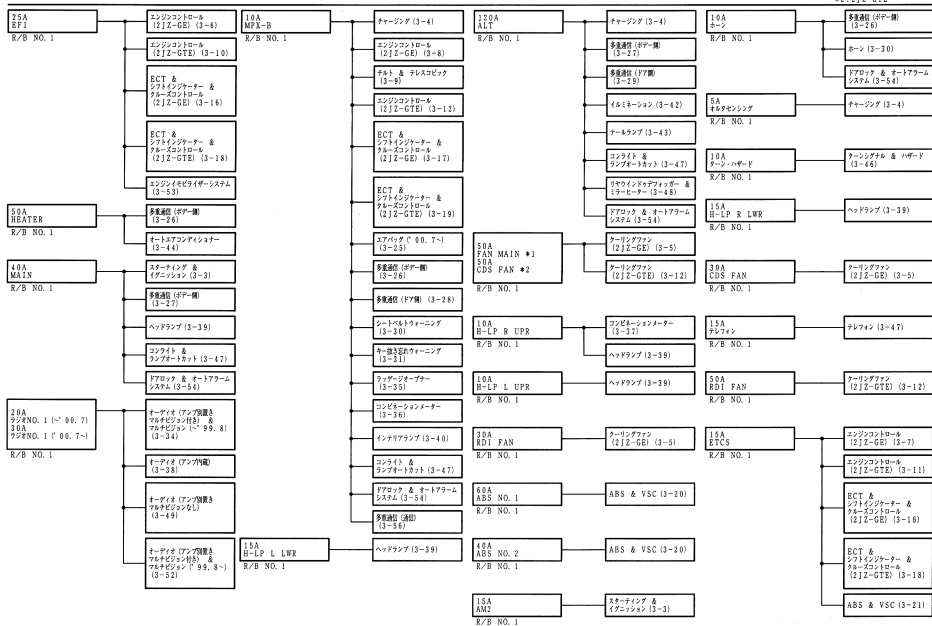 25A
EFI
R/B NO. 1
エンジンコントロール
(2JZ-GE) (3-6)
エンジンコントロール
(2JZ-GTE) (3-10)
ECT &
シフトインジケーター &
クルーズコントロール
(2JZ-GE) (3-16)
ECT &
シフトインジケーター &
クルーズコントロール
(2JZ-GTE) (3-18)
エンジンイモビライザーシステム
(3-53)
50A
HEATER
R/B NO. 1
多重通信 (ボデー側)
(3-26)
オートエアコンディショナー
(3-44)
40A
MAIN
R/B NO. 1
スターティング &
イグニッション (3-3)
多重通信 (ボデー側)
(3-27)
ヘッドランプ (3-39)
コンライト &
ランプオートカット (3-47)
ドアロック & オートアラーム
システム (3-54)
20A
ラジオNO. 1 (~'00. 7)
30A
ラジオNO. 1 ('00. 7~)
R/B NO. 1
オーディオ (アンプ別置き
マルチビジョン付き) &
マルチビジョン (~'99. 8)
(3-34)
オーディオ (アンプ内蔵)
(3-38)
オーディオ (アンプ別置き
マルチビジョンなし)
(3-49)
オーディオ (アンプ別置き
マルチビジョン付き) &
マルチビジョン ('99. 8~)
(3-52)
10A
MPX-B
R/B NO. 1
チャージング (3-4)
エンジンコントロール
(2JZ-GE) (3-8)
チルト & テレスコピック
(3-9)
エンジンコントロール
(2JZ-GTE) (3-12)
ECT &
シフトインジケーター &
クルーズコントロール
(2JZ-GE) (3-17)
ECT &
シフトインジケーター &
クルーズコントロール
(2JZ-GTE) (3-19)
エアバッグ ('00. 7~)
(3-25)
多重通信 (ボデー側)
(3-26)
多重通信 (ドア側) (3-28)
シートベルトウォーニング
(3-30)
キー抜き忘れウォーニング
(3-31)
ラッゲージオープナー
(3-35)
コンビネーションメーター
(3-36)
インテリアランプ (3-40)
コンライト &
ランプオートカット (3-47)
ドアロック & オートアラーム
システム (3-54)
多重通信 (通信)
(3-56)
15A
H-LP L LWR
R/B NO. 1
ヘッドランプ (3-39)
120A
ALT
R/B NO. 1
チャージング (3-4)
多重通信 (ボデー側)
(3-27)
多重通信 (ドア側)
(3-29)
イルミネーション (3-42)
テールランプ (3-43)
コンライト &
ランプオートカット (3-47)
リヤウインドゥデフォッガー &
ミラーヒーター (3-48)
ドアロック & オートアラーム
システム (3-54)
50A
FAN MAIN *1
50A
CDS FAN *2
R/B NO. 1
クーリングファン
(2JZ-GE) (3-5)
クーリングファン
(2JZ-GTE) (3-12)
10A
H-LP R UPR
R/B NO. 1
コンビネーションメーター
(3-37)
ヘッドランプ (3-39)
10A
H-LP L UPR
R/B NO. 1
ヘッドランプ (3-39)
30A
RDI FAN
R/B NO. 1
クーリングファン
(2JZ-GE) (3-5)
60A
ABS NO. 1
R/B NO. 1
ABS & VSC (3-20)
40A
ABS NO. 2
R/B NO. 1
ABS & VSC (3-20)
15A
AM2
R/B NO. 1
スターティング &
イグニッション (3-3)
10A
ホーン
R/B NO. 1
多重通信 (ボデー側)
(3-26)
ホーン (3-30)
ドアロック & オートアラーム
システム (3-54)
5A
オルタセンシング
R/B NO. 1
チャージング (3-4)
10A
ターン・ハザード
R/B NO. 1
ターンシグナル & ハザード
(3-46)
15A
H-LP R LWR
R/B NO. 1
ヘッドランプ (3-39)
30A
CDS FAN
R/B NO. 1
クーリングファン
(2JZ-GE) (3-5)
15A
テレフォン
R/B NO. 1
テレフォン (3-47)
50A
RDI FAN
R/B NO. 1
クーリングファン
(2JZ-GTE) (3-12)
15A
ETCS
R/B NO. 1
エンジンコントロール
(2JZ-GE) (3-7)
エンジンコントロール
(2JZ-GTE) (3-11)
ECT &
シフトインジケーター &
クルーズコントロール
(2JZ-GE) (3-16)
ECT &
シフトインジケーター &
クルーズコントロール
(2JZ-GTE) (3-18)
ABS & VSC (3-21)